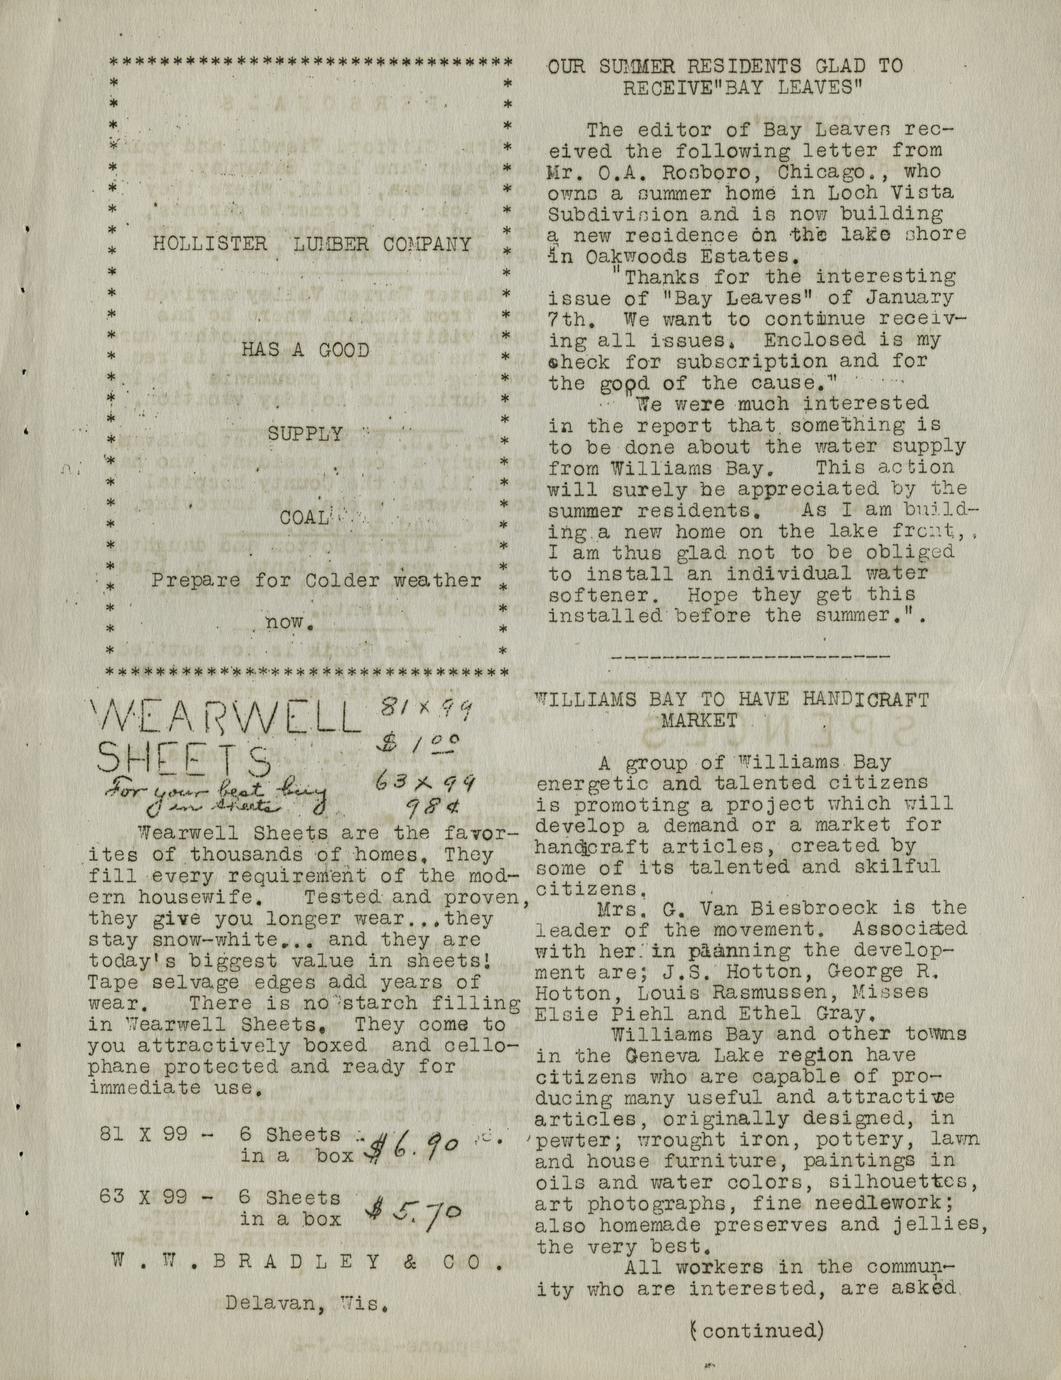 *******************************
HOLLISTER LUMBER COMPANY
HAS A GOOD
SUPPLY
COAL
Prepare for Colder weather
now.
*******************************
WEARWELL 81 x 99
SHEETS $1.00
For your best buy 63 x 99
in sheets 98¢
Wearwell Sheets are the favor-
ites of thousands of homes. They
fill every requirement of the mod-
ern housewife. Tested and proven,
they give you longer wear...they
stay snow-white... and they are
today's biggest value in sheets!
Tape selvage edges add years of
wear. There is no starch filling
in Wearwell Sheets. They come to
you attractively boxed and cello-
phane protected and ready for
immediate use.
81 X 99 - 6 Sheets
in a box $6.90
63 X 99 - 6 Sheets
in a box $5.70
W . W . B R A D L E Y & C O .
Delavan, Wis.
OUR SUMMER RESIDENTS GLAD TO
RECEIVE"BAY LEAVES"
The editor of Bay Leaves rec-
eived the following letter from
Mr. O.A. Rosboro, Chicago., who
owns a summer home in Loch Vista
Subdivision and is now building
a new residence on the lake shore
in Oakwoods Estates.
"Thanks for the interesting
issue of "Bay Leaves" of January
7th. We want to continue receiv-
ing all issues. Enclosed is my
check for subscription and for
the good of the cause."
"We were much interested
in the report that something is
to be done about the water supply
from Williams Bay. This action
will surely be appreciated by the
summer residents. As I am build-
ing a new home on the lake front,
I am thus glad not to be obliged
to install an individual water
softener. Hope they get this
installed before the summer.".
WILLIAMS BAY TO HAVE HANDICRAFT
MARKET
A group of Williams Bay
energetic and talented citizens
is promoting a project which will
develop a demand or a market for
handicraft articles, created by
some of its talented and skilful
citizens.
Mrs. G. Van Biesbroeck is the
leader of the movement. Associated
with her in planning the develop-
ment are; J.S. Hotton, George R.
Hotton, Louis Rasmussen, Misses
Elsie Piehl and Ethel Gray.
Williams Bay and other towns
in the Geneva Lake region have
citizens who are capable of pro-
ducing many useful and attractive
articles, originally designed, in
pewter; wrought iron, pottery, lawn
and house furniture, paintings in
oils and water colors, silhouettes,
art photographs, fine needlework;
also homemade preserves and jellies,
the very best.
All workers in the commun-
ity who are interested, are asked
(continued)